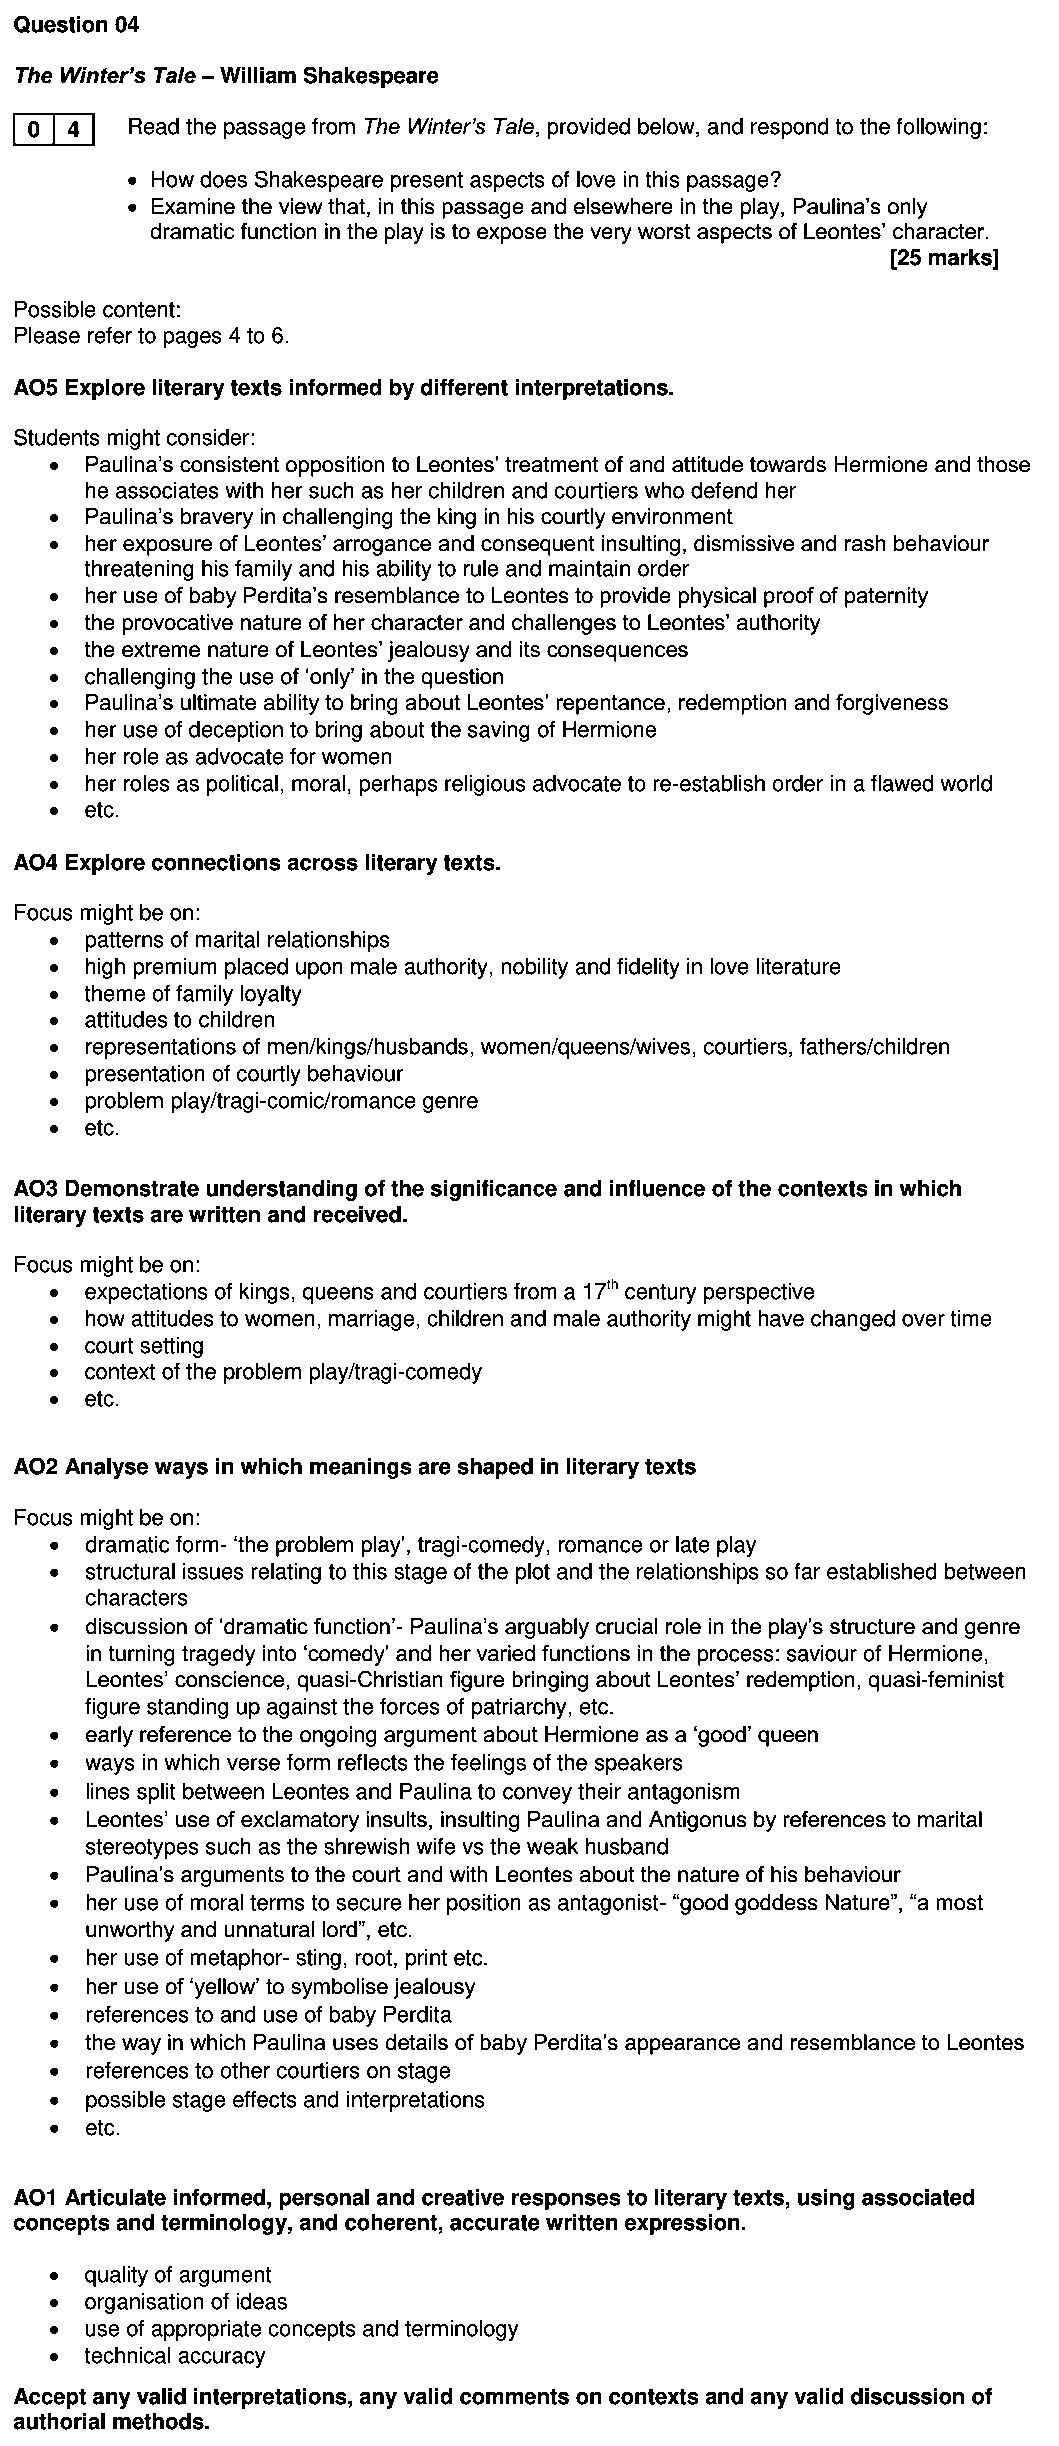 Question 04
The Winter's Tale – William Shakespeare
0 4 Read the passage from The Winter's Tale, provided below, and respond to the following:
• How does Shakespeare present aspects of love in this passage?
• Examine the view that, in this passage and elsewhere in the play, Paulina's only
dramatic function in the play is to expose the very worst aspects of Leontes' character.
[25 marks]
Possible content:
Please refer to pages 4 to 6.
AO5 Explore literary texts informed by different interpretations.
Students might consider:
• Paulina's consistent opposition to Leontes' treatment of and attitude towards Hermione and those
he associates with her such as her children and courtiers who defend her
• Paulina's bravery in challenging the king in his courtly environment
• her exposure of Leontes' arrogance and consequent insulting, dismissive and rash behaviour
threatening his family and his ability to rule and maintain order
• her use of baby Perdita's resemblance to Leontes to provide physical proof of paternity
• the provocative nature of her character and challenges to Leontes' authority
• the extreme nature of Leontes' jealousy and its consequences
• challenging the use of 'only' in the question
• Paulina's ultimate ability to bring about Leontes' repentance, redemption and forgiveness
• her use of deception to bring about the saving of Hermione
• her role as advocate for women
• her roles as political, moral, perhaps religious advocate to re-establish order in a flawed world
• etc.
AO4 Explore connections across literary texts.
Focus might be on:
• patterns of marital relationships
• high premium placed upon male authority, nobility and fidelity in love literature
• theme of family loyalty
• attitudes to children
• representations of men/kings/husbands, women/queens/wives, courtiers, fathers/children
• presentation of courtly behaviour
• problem play/tragi-comic/romance genre
• etc.
AO3 Demonstrate understanding of the significance and influence of the contexts in which
literary texts are written and received.
Focus might be on:
• expectations of kings, queens and courtiers from a 17th century perspective
• how attitudes to women, marriage, children and male authority might have changed over time
• court setting
• context of the problem play/tragi-comedy
• etc.
AO2 Analyse ways in which meanings are shaped in literary texts
Focus might be on:
• dramatic form- 'the problem play', tragi-comedy, romance or late play
• structural issues relating to this stage of the plot and the relationships so far established between
characters
• discussion of 'dramatic function'- Paulina's arguably crucial role in the play's structure and genre
in turning tragedy into 'comedy' and her varied functions in the process: saviour of Hermione,
Leontes' conscience, quasi-Christian figure bringing about Leontes' redemption, quasi-feminist
figure standing up against the forces of patriarchy, etc.
• early reference to the ongoing argument about Hermione as a 'good' queen
• ways in which verse form reflects the feelings of the speakers
• lines split between Leontes and Paulina to convey their antagonism
• Leontes' use of exclamatory insults, insulting Paulina and Antigonus by references to marital
stereotypes such as the shrewish wife vs the weak husband
• Paulina's arguments to the court and with Leontes about the nature of his behaviour
• her use of moral terms to secure her position as antagonist- "good goddess Nature", "a most
unworthy and unnatural lord", etc.
• her use of metaphor- sting, root, print etc.
• her use of 'yellow' to symbolise jealousy
• references to and use of baby Perdita
• the way in which Paulina uses details of baby Perdita's appearance and resemblance to Leontes
• references to other courtiers on stage
• possible stage effects and interpretations
• etc.
AO1 Articulate informed, personal and creative responses to literary texts, using associated
concepts and terminology, and coherent, accurate written expression.
• quality of argument
• organisation of ideas
• use of appropriate concepts and terminology
• technical accuracy
Accept any valid interpretations, any valid comments on contexts and any valid discussion of
authorial methods.